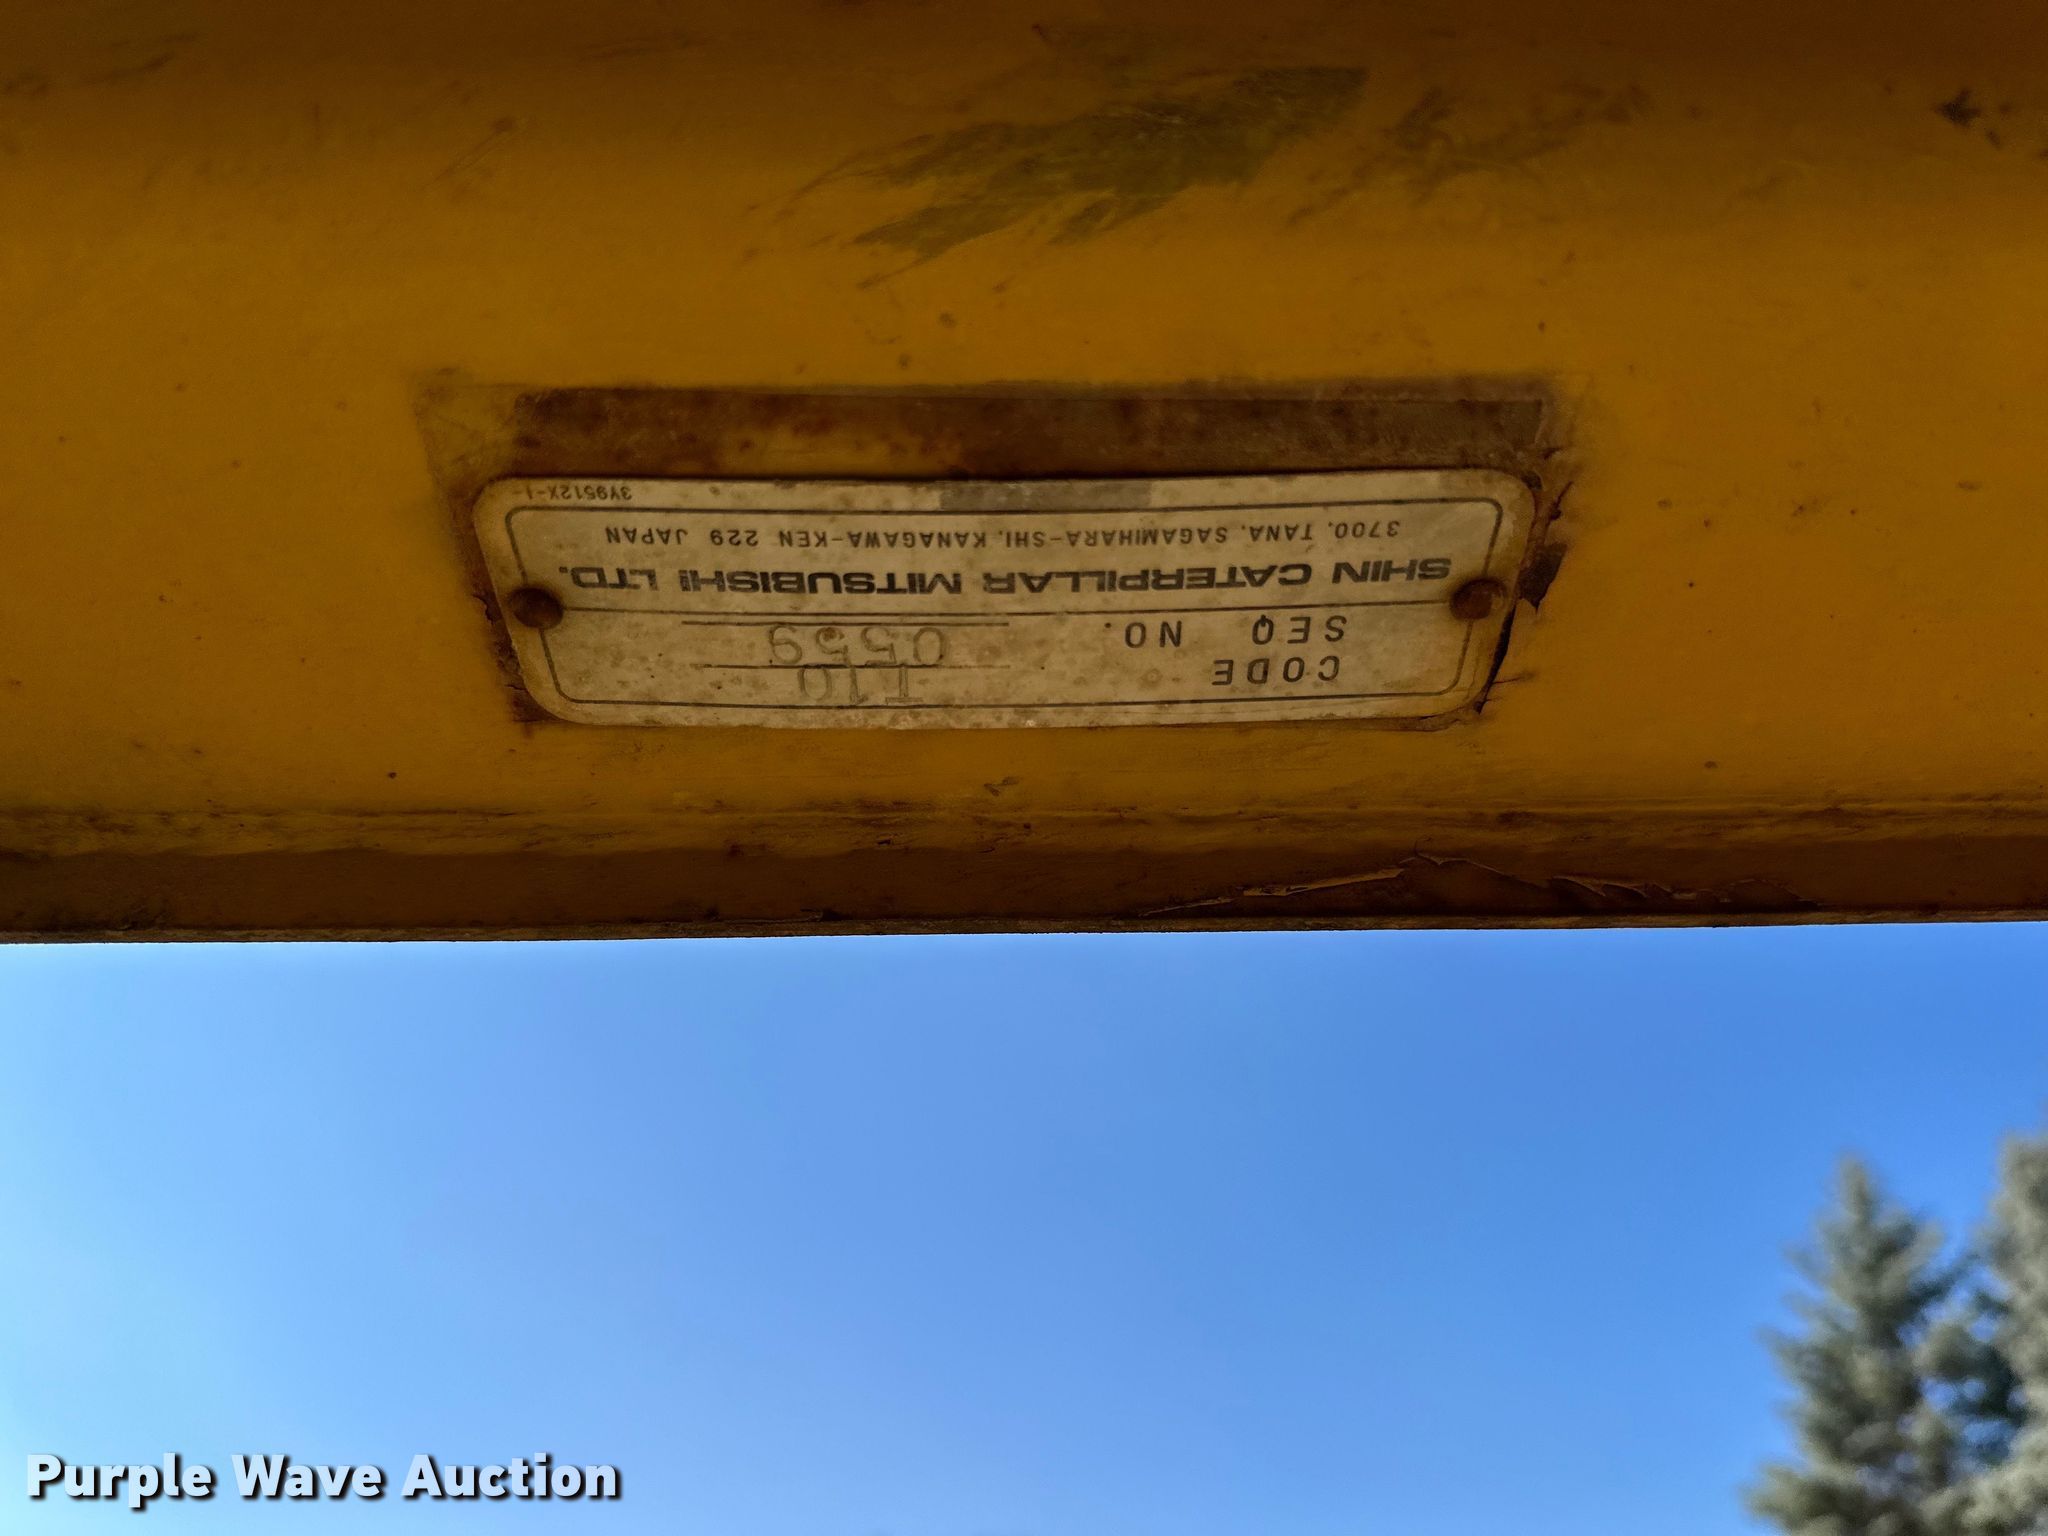 CODE I10
SEQ NO. 0559
SHIN CATERPILLAR MITSUBISHI LTD.
3700, TANA, SAGAMIHARA-SHI, KANAGAWA-KEN 229 JAPAN
3Y9512X-1
Purple Wave Auction